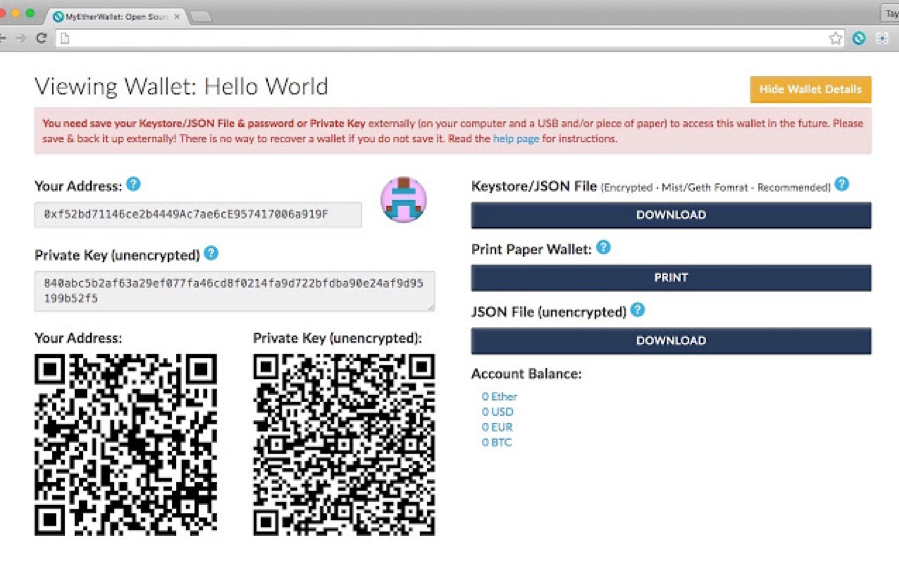 MyEtherWallet: Open Sour
Tay
Viewing Wallet: Hello World
Hide Wallet Details
You need save your Keystore/JSON File & password or Private Key externally (on your computer and a USB and/or piece of paper) to access this wallet in the future. Please
save & back it up externally! There is no way to recover a wallet if you do not save it. Read the help page for instructions.
Your Address: ?
0xf52bd71146ce2b4449Ac7ae6cE957417006a919F
Private Key (unencrypted) ?
840abc5b2af63a29ef077fa46cd8f0214fa9d722bfdba90e24af9d95
199b52f5
Your Address:
Private Key (unencrypted):
Keystore/JSON File (Encrypted · Mist/Geth Fomrat · Recommended) ?
DOWNLOAD
Print Paper Wallet: ?
PRINT
JSON File (unencrypted) ?
DOWNLOAD
Account Balance:
0 Ether
0 USD
0 EUR
0 BTC